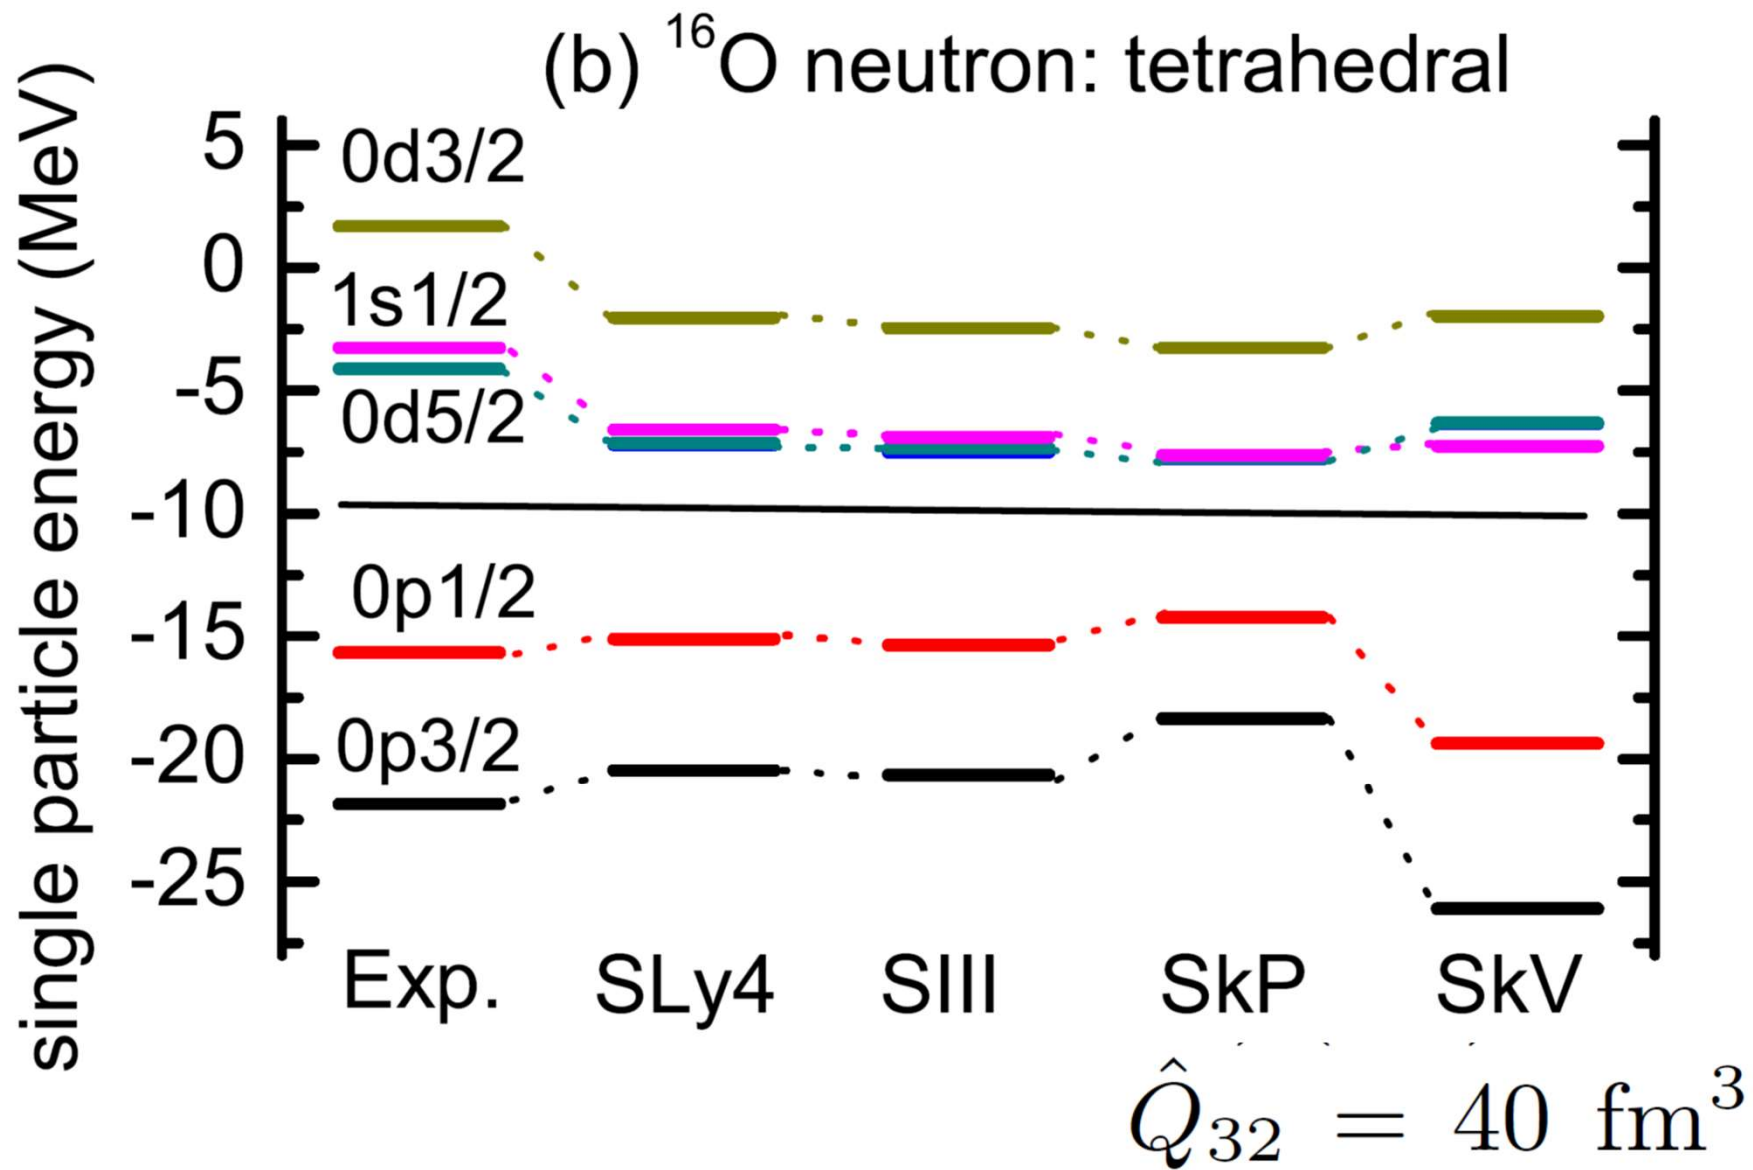 (b) ¹⁶O neutron: tetrahedral
single particle energy (MeV)
5
0
-5
-10
-15
-20
-25
0d3/2
1s1/2
0d5/2
0p1/2
0p3/2
Exp. SLy4 SIII SkP SkV
Q̂₃₂ = 40 fm³